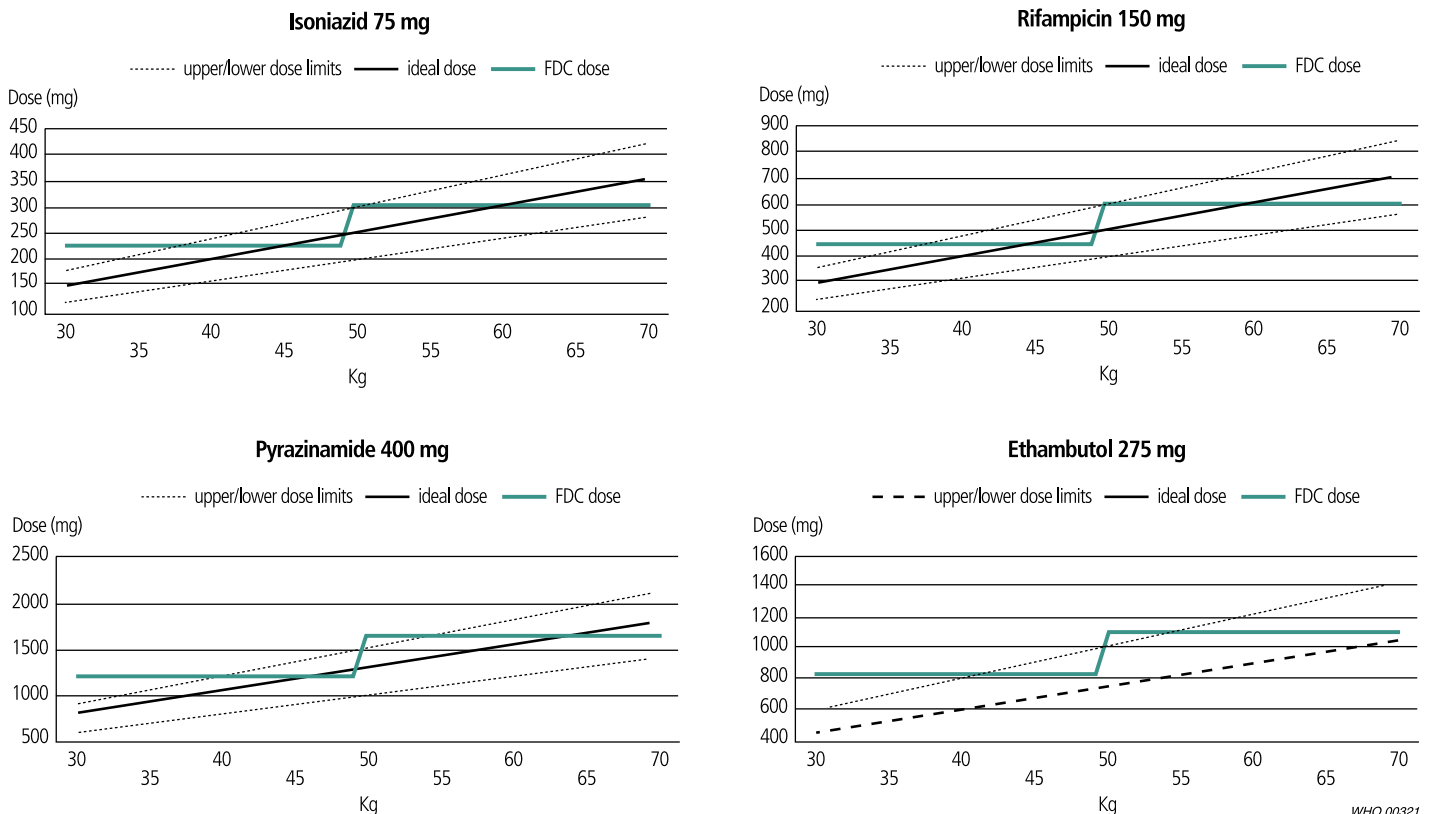 Isoniazid 75 mg
upper/lower dose limits ideal dose FDC dose
Dose (mg)
450
400
350
300
250
200
150
100
30 40 50 60 70
35 45 55 65
Kg
Rifampicin 150 mg
upper/lower dose limits ideal dose FDC dose
Dose (mg)
900
800
700
600
500
400
300
200
30 40 50 60 70
35 45 55 65
Kg
Pyrazinamide 400 mg
upper/lower dose limits ideal dose FDC dose
Dose (mg)
2500
2000
1500
1000
500
30 40 50 60 70
35 45 55 65
Kg
Ethambutol 275 mg
upper/lower dose limits ideal dose FDC dose
Dose (mg)
1600
1400
1200
1000
800
600
400
30 40 50 60 70
35 45 55 65
Kg
WHO 00321